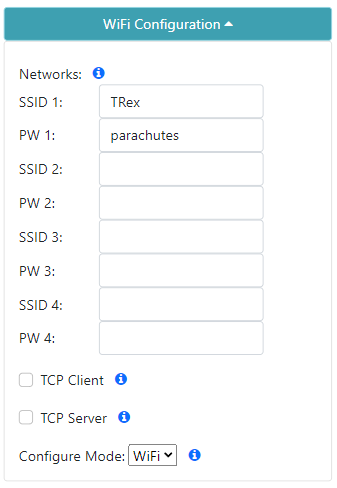 WiFi Configuration
Networks:
SSID 1: TRex
PW 1: parachutes
SSID 2:
PW 2:
SSID 3:
PW 3:
SSID 4:
PW 4:
TCP Client
TCP Server
Configure Mode: WiFi